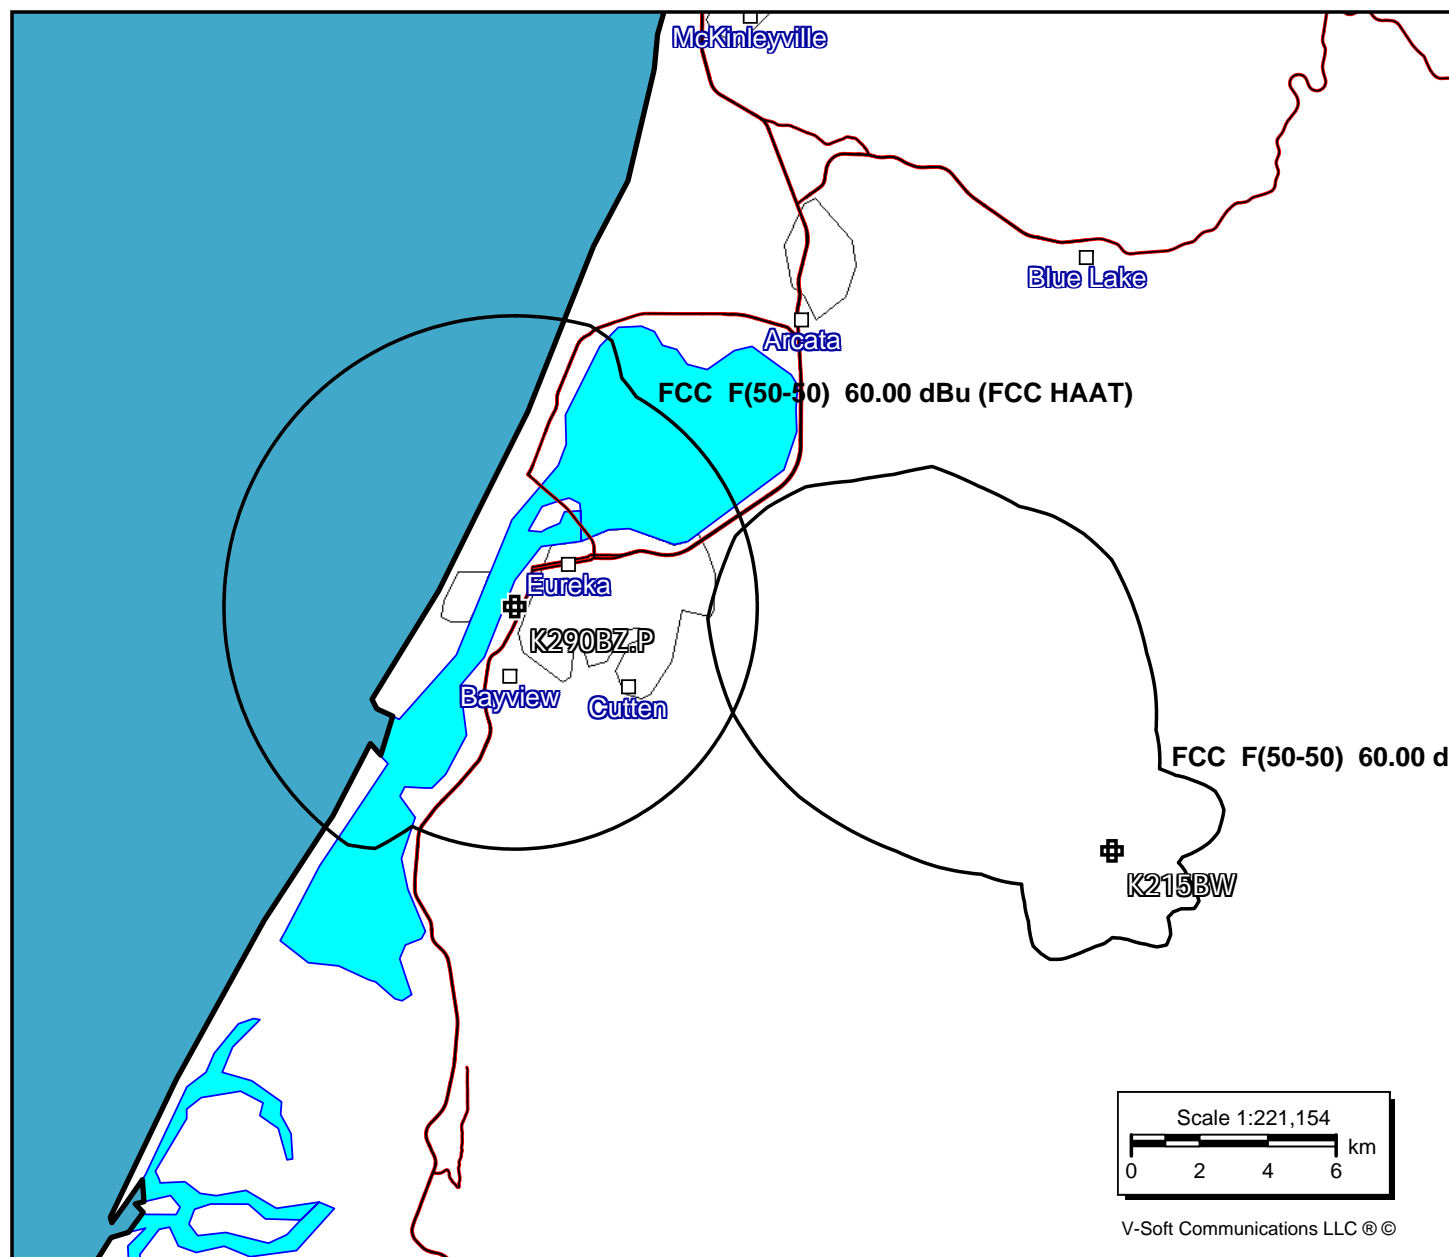 McKinleyville
Blue Lake
Arcata
FCC F(50-50) 60.00 dBu (FCC HAAT)
Eureka
K290BZ.P
Bayview
Cutten
FCC F(50-50) 60.00 d
K215BW
Scale 1:221,154
km
0 2 4 6
V-Soft Communications LLC ® ©